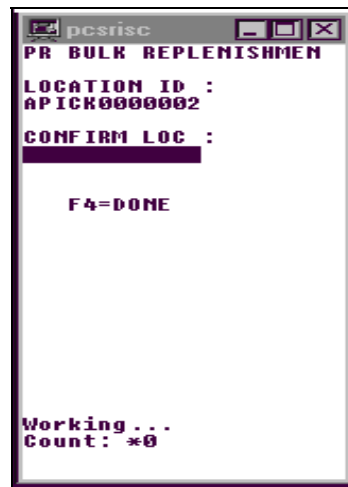 pcsrisc
PR BULK REPLENISHMEN
LOCATION ID :
APICK0000002
CONFIRM LOC :
F4=DONE
Working...
Count: *0